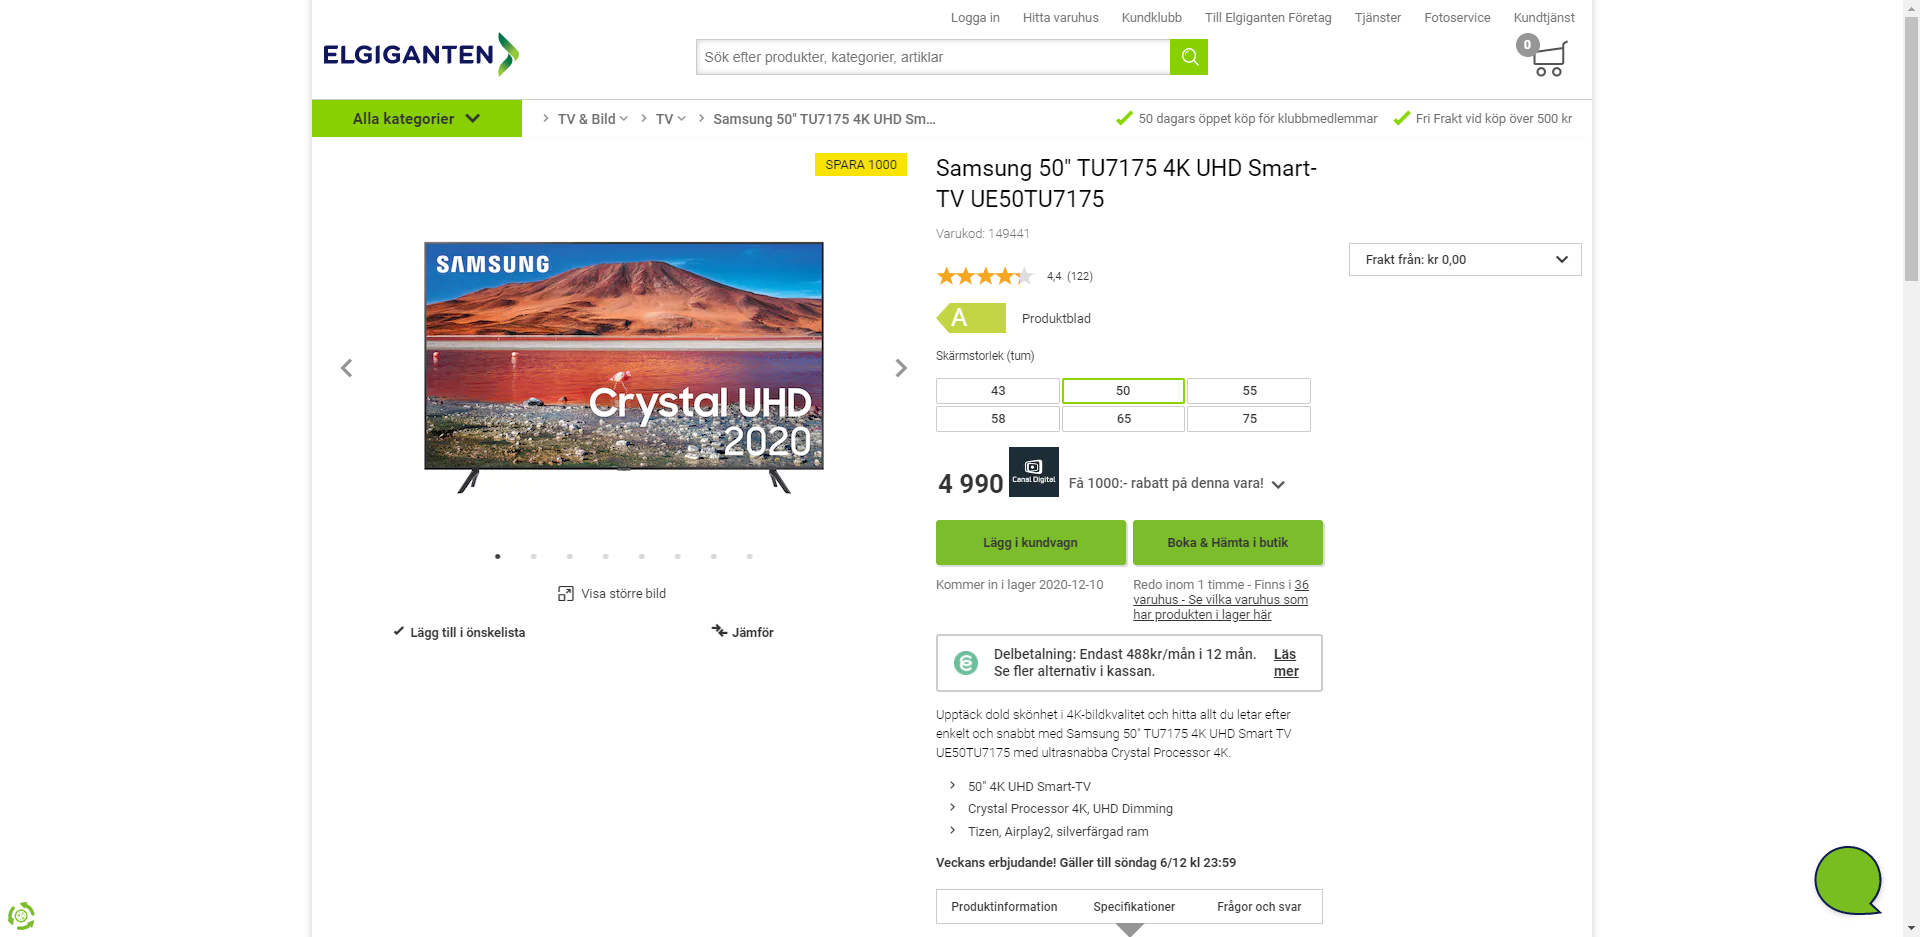 Logga in
Hitta varuhus
Kundklubb
Till Elgiganten Företag
Tjänster
Fotoservice
Kundtjänst
ELGIGANTEN
Sök efter produkter, kategorier, artiklar
0
Alla kategorier
TV & Bild
TV
Samsung 50" TU7175 4K UHD Sm...
50 dagars öppet köp för klubbmedlemmar
Fri Frakt vid köp över 500 kr
SPARA 1000
SAMSUNG
Crystal UHD
2020
Visa större bild
Lägg till i önskelista
Jämför
Samsung 50" TU7175 4K UHD Smart-
TV UE50TU7175
Varukod: 149441
4,4 (122)
A
Produktblad
Skärmstorlek (tum)
43
50
55
58
65
75
4 990
Canal Digital
Få 1000:- rabatt på denna vara!
Lägg i kundvagn
Boka & Hämta i butik
Kommer in i lager 2020-12-10
Redo inom 1 timme - Finns i 36
varuhus - Se vilka varuhus som
har produkten i lager här
Delbetalning: Endast 488kr/mån i 12 mån.
Se fler alternativ i kassan.
Läs
mer
Upptäck dold skönhet i 4K-bildkvalitet och hitta allt du letar efter
enkelt och snabbt med Samsung 50" TU7175 4K UHD Smart TV
UE50TU7175 med ultrasnabba Crystal Processor 4K.
50" 4K UHD Smart-TV
Crystal Processor 4K, UHD Dimming
Tizen, Airplay2, silverfärgad ram
Veckans erbjudande! Gäller till söndag 6/12 kl 23:59
Produktinformation
Specifikationer
Frågor och svar
Frakt från: kr 0,00